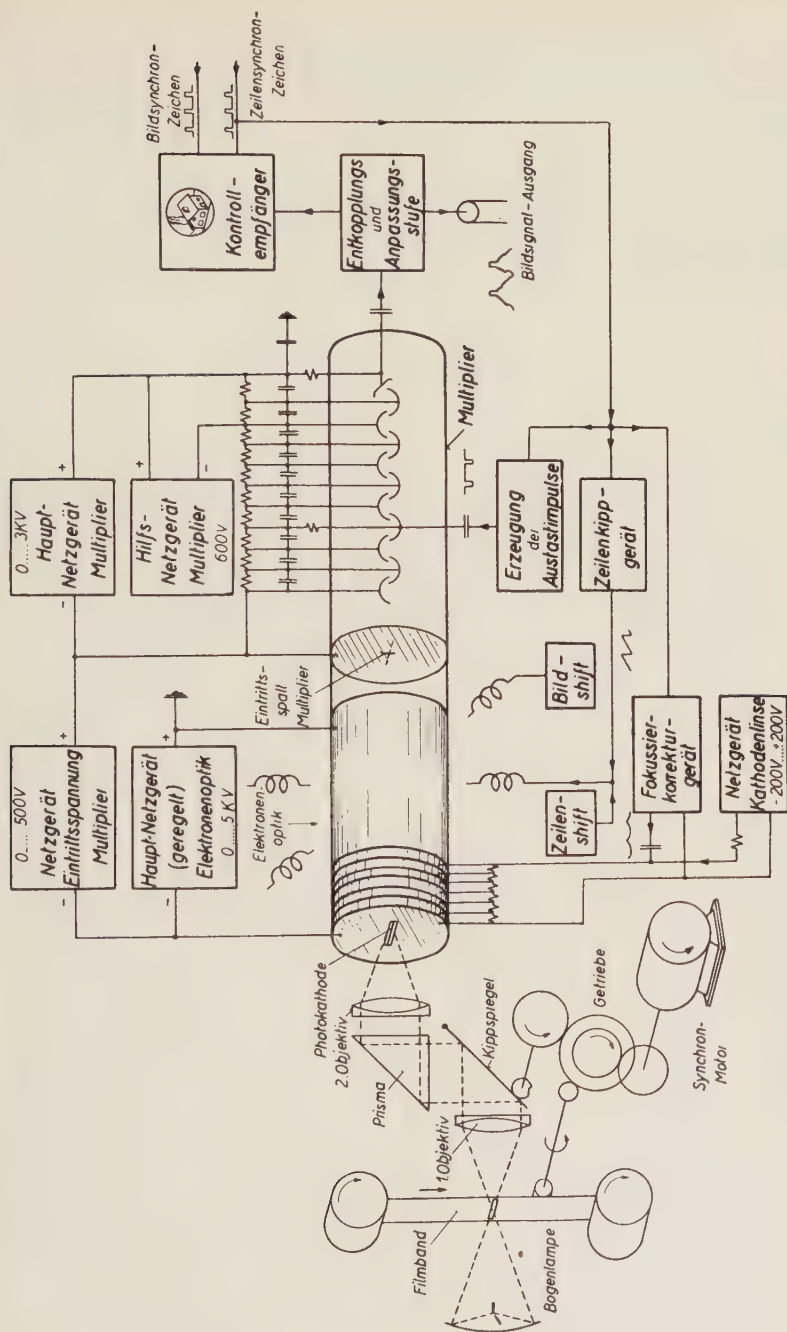 Bildsynchron-
Zeichen
Zeilensynchron-
Zeichen
Kontroll-
empfänger
Entkopplungs
und
Anpassungs-
stufe
Bildsignal-Ausgang
0.....3KV
Haupt-
Netzgerät
Multiplier
+
-
Hilfs-
Netzgerät
Multiplier
600V
+
-
Multiplier
Erzeugung
der
Austastimpulse
Zeilenkipp-
gerät
Eintritts-
spalt
Multiplier
Bild-
shift
0.....500V
Netzgerät
Eintrittsspannung
Multiplier
+
-
Haupt-Netzgerät
(geregelt)
Elektronenoptik
0.....5KV
+
-
Elektronen-
optik
Zeilen-
shift
Fokussier-
korrektur-
gerät
Netzgerät
Kathodenlinse
-200V...+200V
Photokathode
2.Objektiv
Prisma
Kippspiegel
1.Objektiv
Getriebe
Synchron-
Motor
Filmband
Bogenlampe